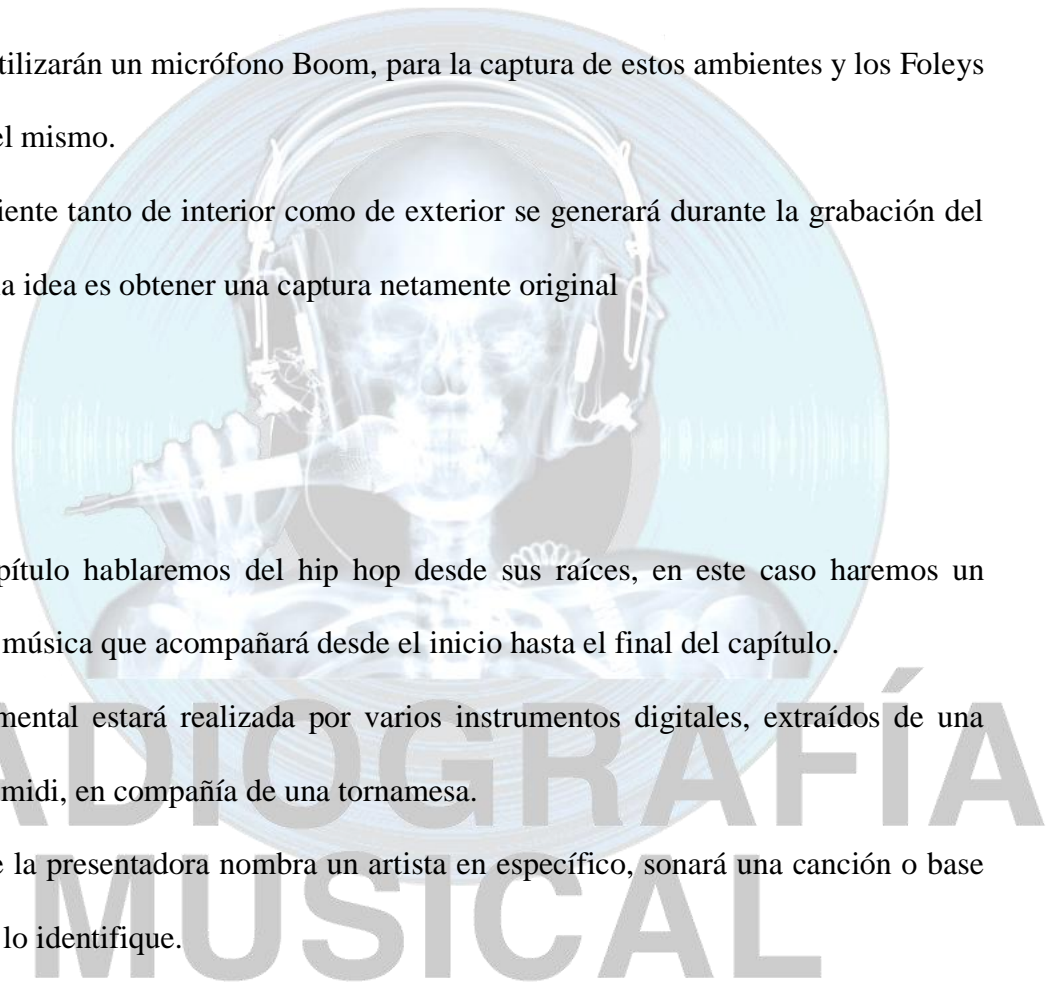 tilizarán un micrófono Boom, para la captura de estos ambientes y los Foleys
el mismo.
iente tanto de interior como de exterior se generará durante la grabación del
a idea es obtener una captura netamente original
pítulo hablaremos del hip hop desde sus raíces, en este caso haremos un
música que acompañará desde el inicio hasta el final del capítulo.
mental estará realizada por varios instrumentos digitales, extraídos de una
midi, en compañía de una tornamesa.
e la presentadora nombra un artista en específico, sonará una canción o base
lo identifique.
ADIOGRAFÍA
MUSICAL